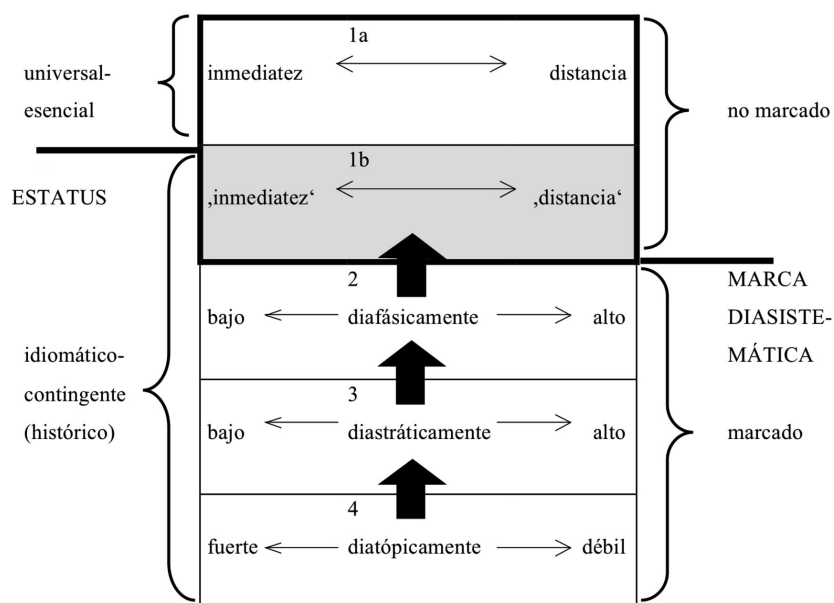 1a
universal-
esencial
inmediatez
distancia
no marcado
1b
ESTATUS
‚inmediatez‘
‚distancia‘
2
bajo
diafásicamente
alto
MARCA
DIASISTE-
MÁTICA
idiomático-
contingente
(histórico)
3
bajo
diastráticamente
alto
marcado
4
fuerte
diatópicamente
débil